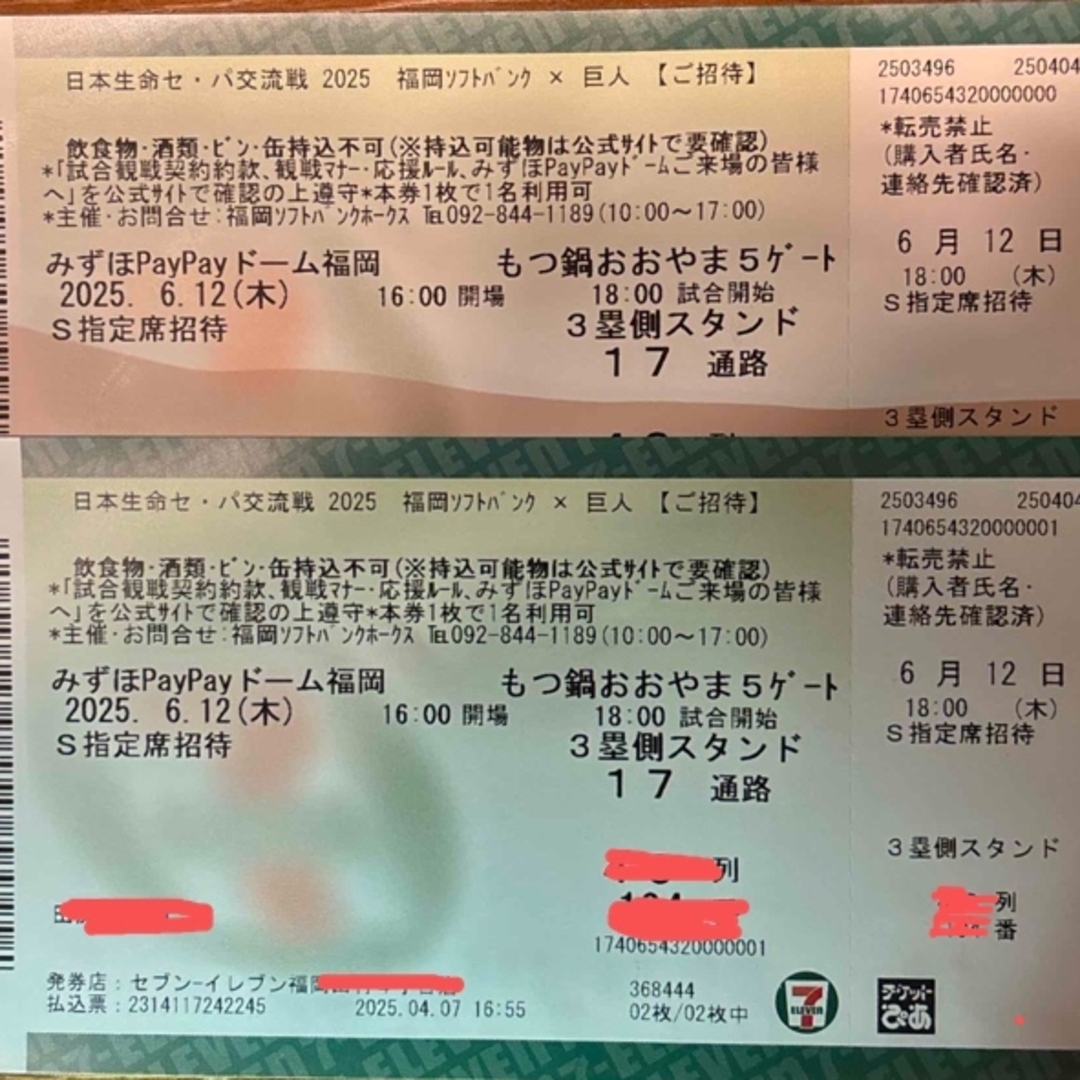 日本生命セ・パ交流戦 2025 福岡ソフトバンク × 巨人 【ご招待】
飲食物・酒類・ビン・缶持込不可(※持込可能物は公式サイトで要確認)
*「試合観戦契約約款、観戦マナー・応援ルール、みずほPayPayドームご来場の皆様
へ」を公式サイトで確認の上遵守*本券1枚で1名利用可
*主催・お問合せ:福岡ソフトバンクホークス ℡092-844-1189(10:00～17:00)
みずほPayPayドーム福岡 もつ鍋おおやま5ゲート
2025. 6.12(木) 16:00 開場 18:00 試合開始
S指定席招待 3塁側スタンド
17 通路
2503496 250404
1740654320000000
*転売禁止
(購入者氏名・
連絡先確認済)
6 月 12 日
18:00 (木)
S指定席招待
3塁側スタンド
日本生命セ・パ交流戦 2025 福岡ソフトバンク × 巨人 【ご招待】
飲食物・酒類・ビン・缶持込不可(※持込可能物は公式サイトで要確認)
*「試合観戦契約約款、観戦マナー・応援ルール、みずほPayPayドームご来場の皆様
へ」を公式サイトで確認の上遵守*本券1枚で1名利用可
*主催・お問合せ:福岡ソフトバンクホークス ℡092-844-1189(10:00～17:00)
みずほPayPayドーム福岡 もつ鍋おおやま5ゲート
2025. 6.12(木) 16:00 開場 18:00 試合開始
S指定席招待 3塁側スタンド
17 通路
列
1740654320000001
発券店:セブン-イレブン福岡
払込票:2314117242245 2025.04.07 16:55
368444
02枚/02枚中
7
ELEVEN
2503496 250404
1740654320000001
*転売禁止
(購入者氏名・
連絡先確認済)
6 月 12 日
18:00 (木)
S指定席招待
3塁側スタンド
列
番
チケット
ぴあ